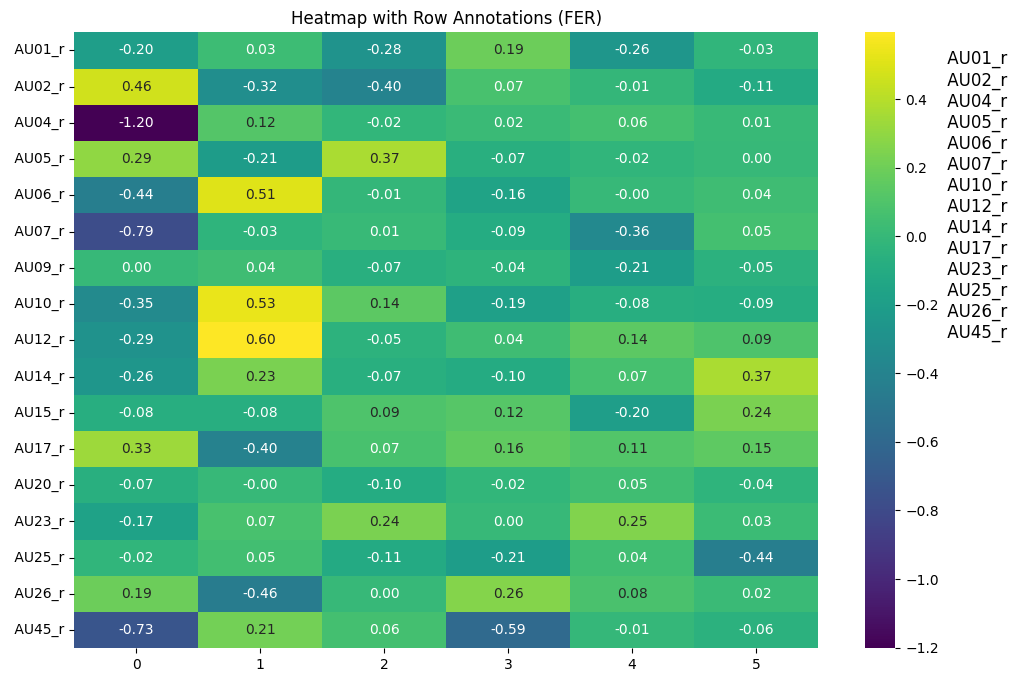 Heatmap with Row Annotations (FER)
AU01_r -0.20 0.03 -0.28 0.19 -0.26 -0.03
AU02_r 0.46 -0.32 -0.40 0.07 -0.01 -0.11
AU04_r -1.20 0.12 -0.02 0.02 0.06 0.01
AU05_r 0.29 -0.21 0.37 -0.07 -0.02 0.00
AU06_r -0.44 0.51 -0.01 -0.16 -0.00 0.04
AU07_r -0.79 -0.03 0.01 -0.09 -0.36 0.05
AU09_r 0.00 0.04 -0.07 -0.04 -0.21 -0.05
AU10_r -0.35 0.53 0.14 -0.19 -0.08 -0.09
AU12_r -0.29 0.60 -0.05 0.04 0.14 0.09
AU14_r -0.26 0.23 -0.07 -0.10 0.07 0.37
AU15_r -0.08 -0.08 0.09 0.12 -0.20 0.24
AU17_r 0.33 -0.40 0.07 0.16 0.11 0.15
AU20_r -0.07 -0.00 -0.10 -0.02 0.05 -0.04
AU23_r -0.17 0.07 0.24 0.00 0.25 0.03
AU25_r -0.02 0.05 -0.11 -0.21 0.04 -0.44
AU26_r 0.19 -0.46 0.00 0.26 0.08 0.02
AU45_r -0.73 0.21 0.06 -0.59 -0.01 -0.06
0 1 2 3 4 5
0.4
0.2
0.0
−0.2
−0.4
−0.6
−0.8
−1.0
−1.2
AU01_r
AU02_r
AU04_r
AU05_r
AU06_r
AU07_r
AU10_r
AU12_r
AU14_r
AU17_r
AU23_r
AU25_r
AU26_r
AU45_r